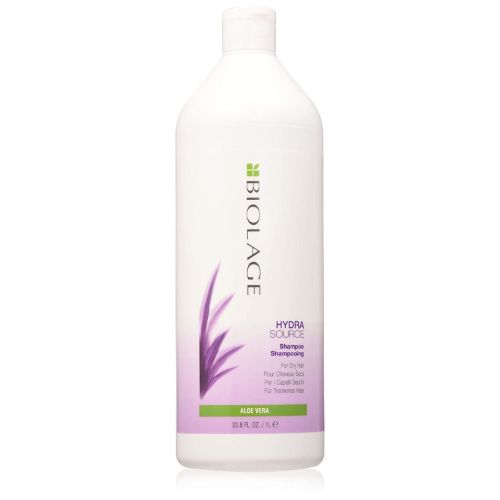 BIOLAGE
HYDRA
SOURCE
Shampoo
Shampooing
For Dry Hair
Pour Cheveux Secs
Per i Capelli Secchi
Für Trockenes Haar
ALOE VERA
33.8 FL. OZ. / 1L ℮